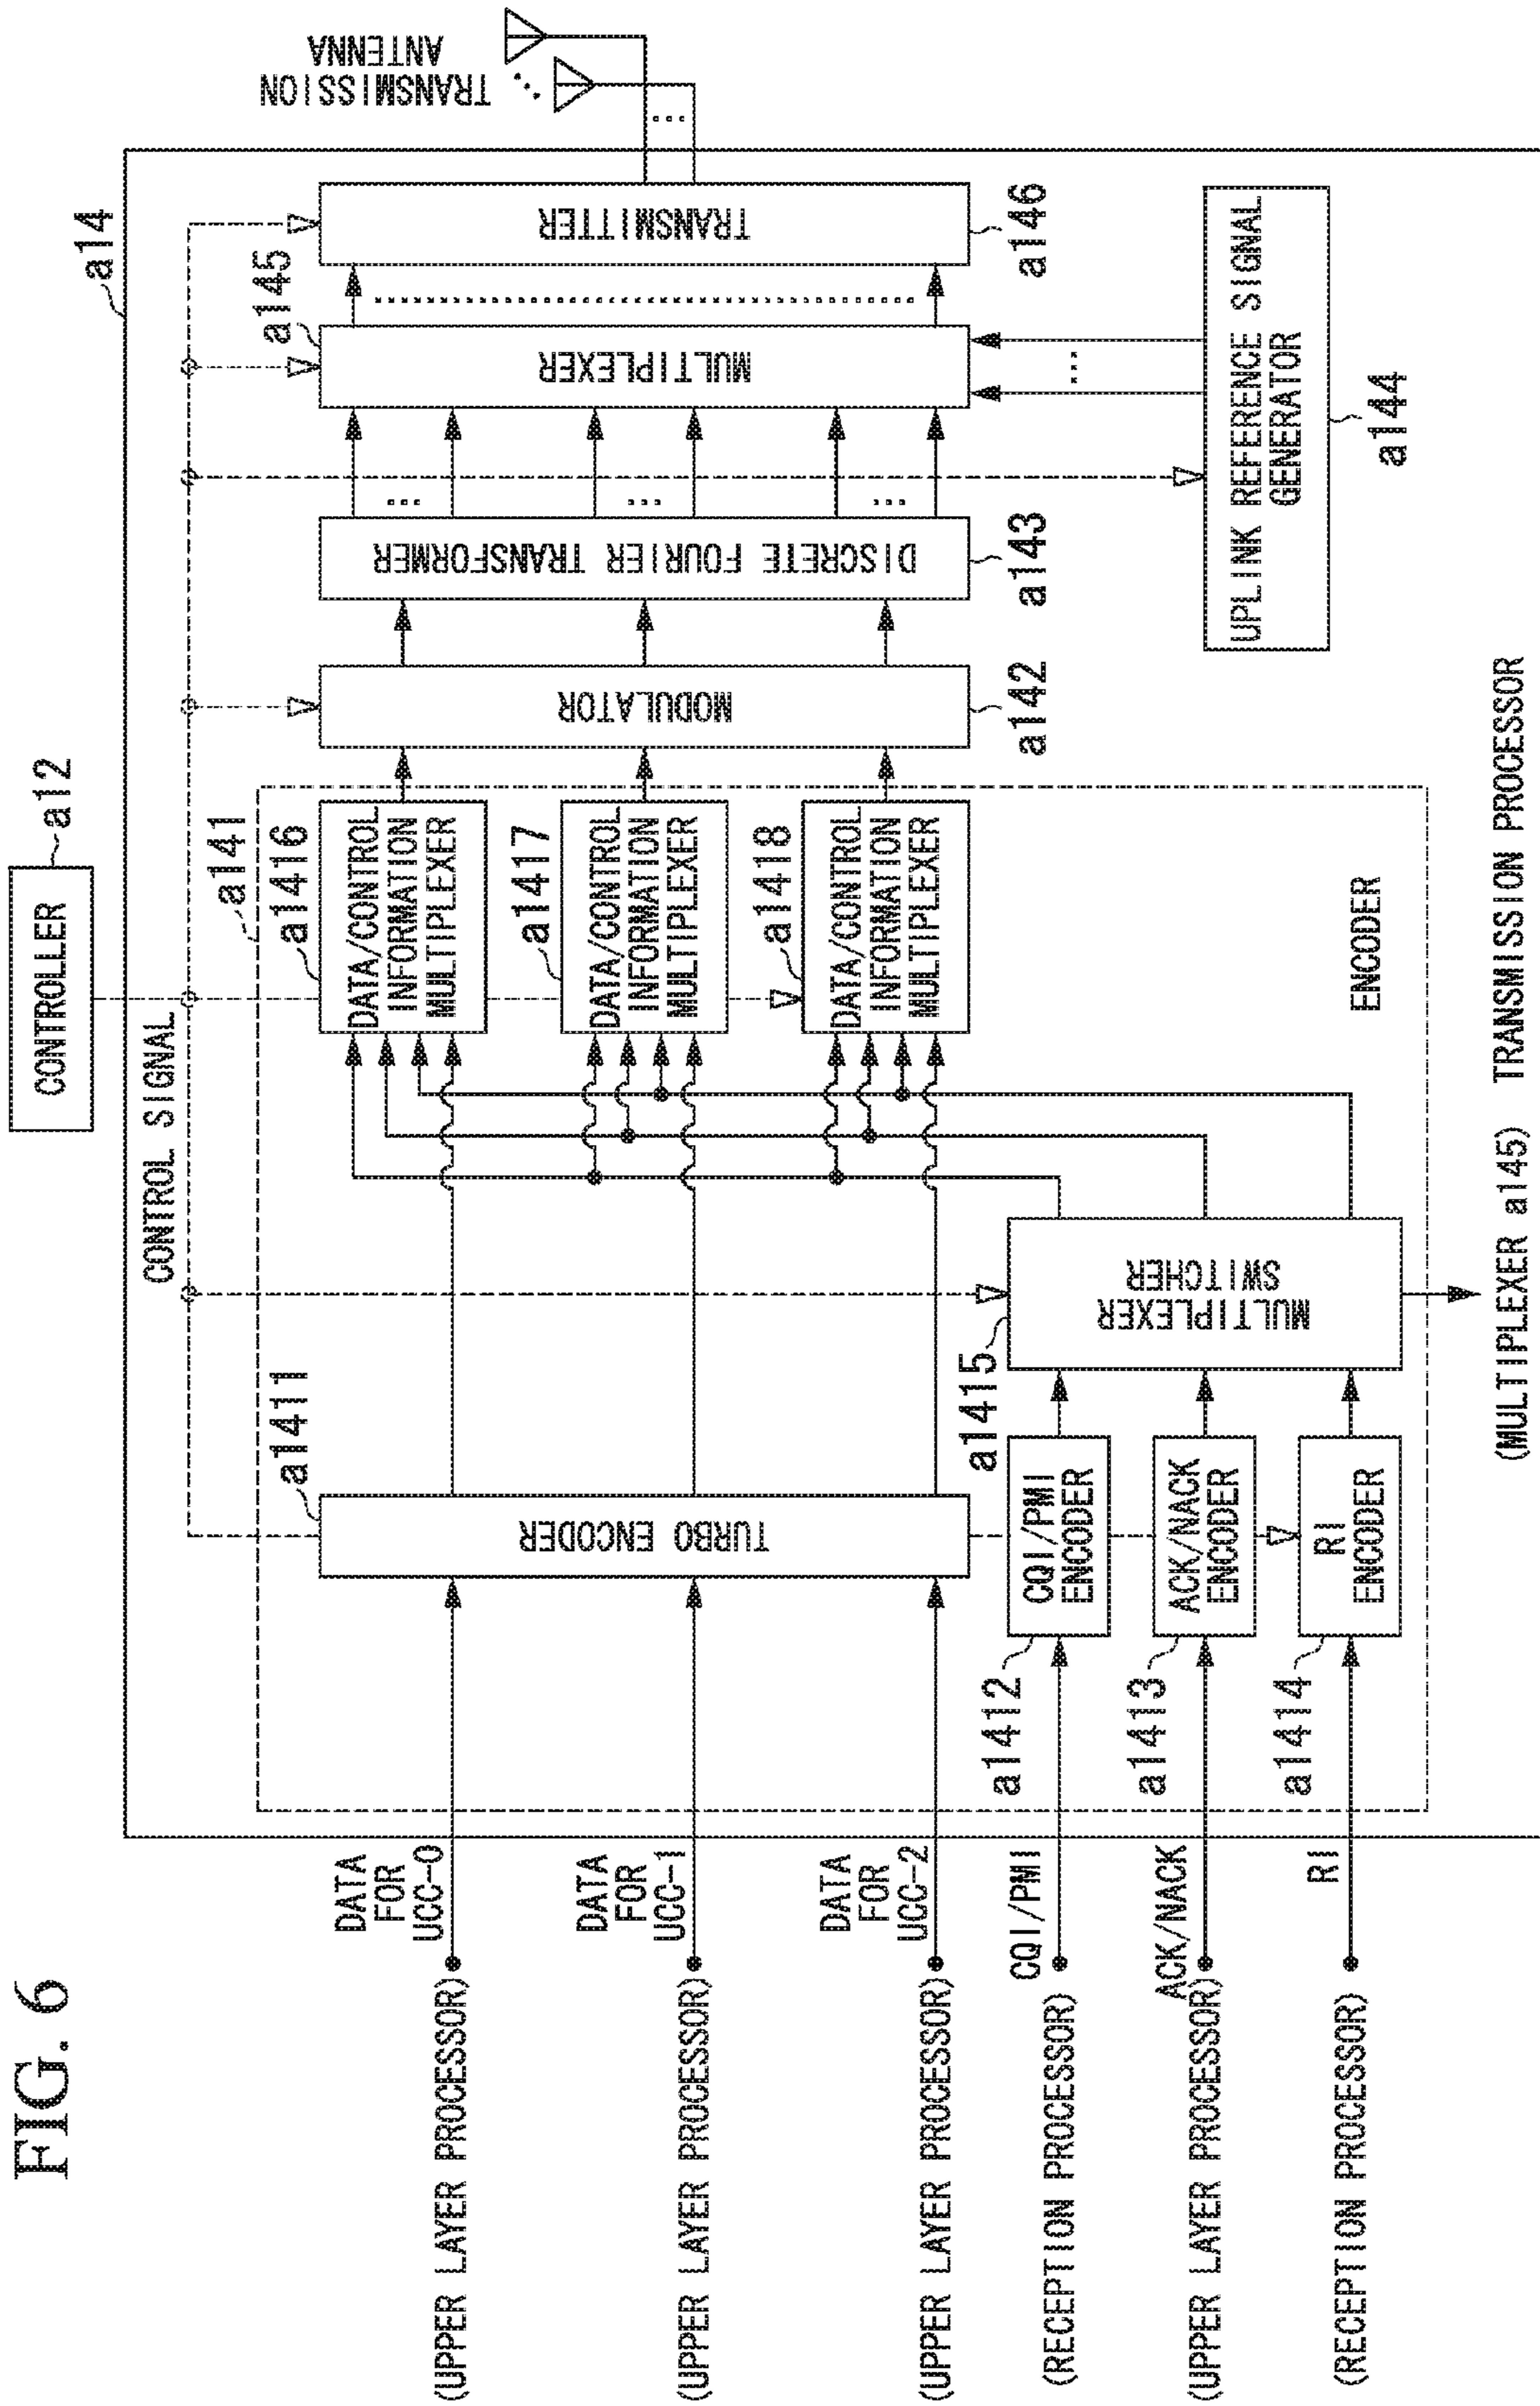 FIG. 6
CONTROLLER
a12
CONTROL SIGNAL
a14
a141
TRANSMISSION
ANTENNA
(UPPER LAYER PROCESSOR)
DATA
FOR
UCC-0
(UPPER LAYER PROCESSOR)
DATA
FOR
UCC-1
(UPPER LAYER PROCESSOR)
DATA
FOR
UCC-2
(RECEPTION PROCESSOR)
CQI/PMI
(UPPER LAYER PROCESSOR)
ACK/NACK
(RECEPTION PROCESSOR)
RI
a1411
TURBO ENCODER
a1412
CQI/PMI
ENCODER
a1413
ACK/NACK
ENCODER
a1414
RI
ENCODER
a1415
MULTIPLEXER
SWITCHER
a1416
DATA/CONTROL
INFORMATION
MULTIPLEXER
a1417
DATA/CONTROL
INFORMATION
MULTIPLEXER
a1418
DATA/CONTROL
INFORMATION
MULTIPLEXER
ENCODER
MODULATOR
a142
DISCRETE FOURIER TRANSFORMER
a143
a145
MULTIPLEXER
TRANSMITTER
a146
UPLINK REFERENCE SIGNAL
GENERATOR
a144
(MULTIPLEXER a145)
TRANSMISSION PROCESSOR